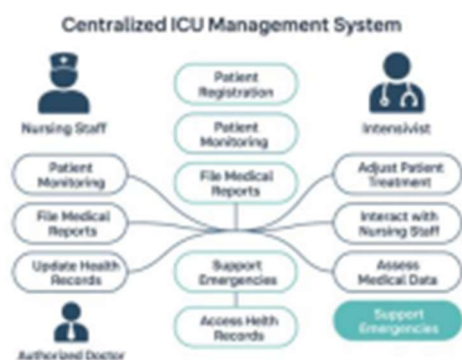 Centralized ICU Management System
Nursing Staff
Patient
Monitoring
File Medical
Reports
Update Health
Records
Authorized Doctor
Patient
Registration
Patient
Monitoring
File Medical
Reports
Support
Emergencies
Access Helth
Records
Intensivist
Adjust Patient
Treatment
Interact with
Nursing Staff
Assess
Medical Data
Support
Emergencies